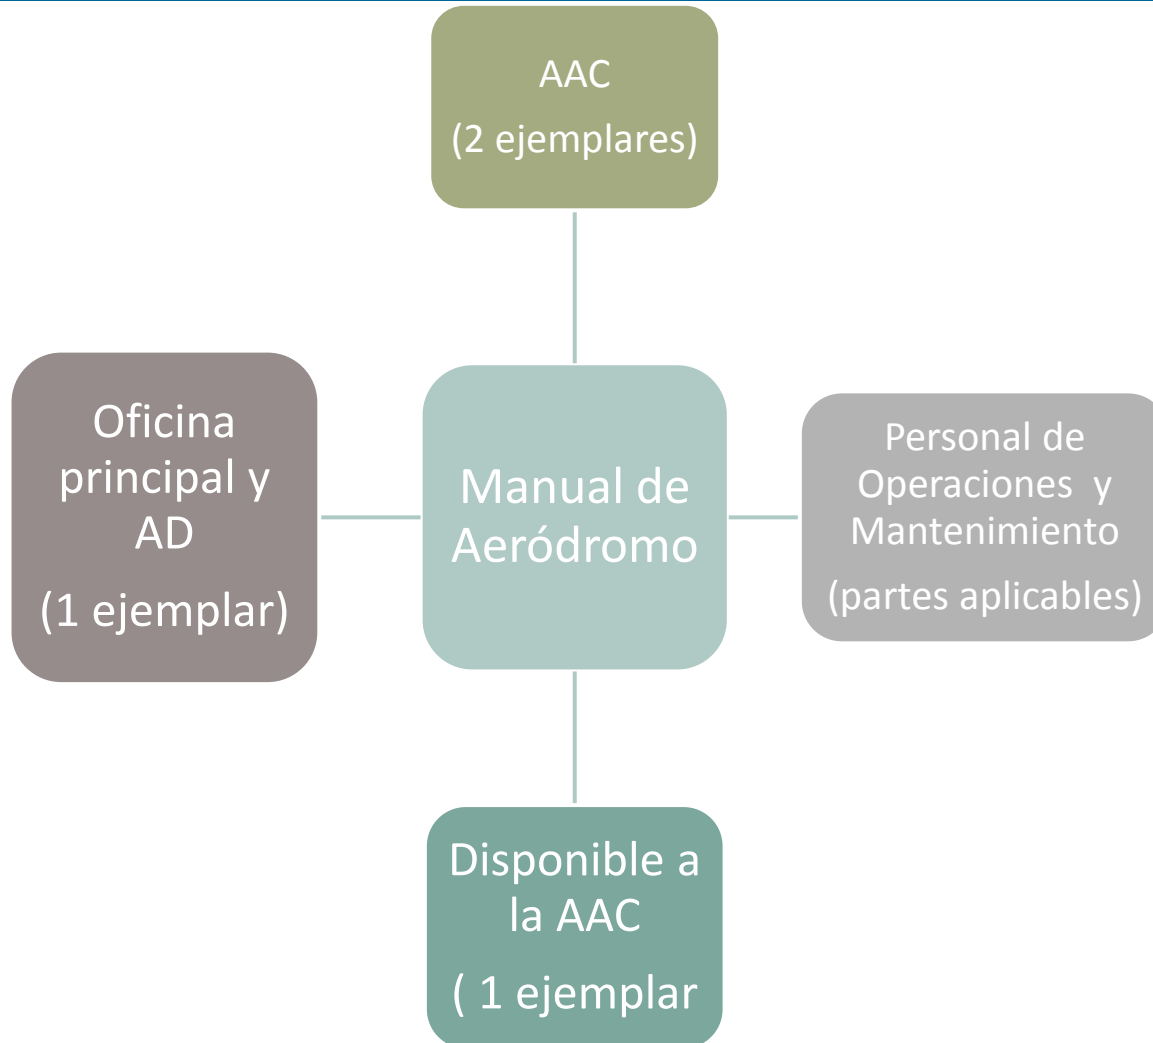 AAC
(2 ejemplares)
Oficina
principal y
AD
(1 ejemplar)
Manual de
Aeródromo
Personal de
Operaciones y
Mantenimiento
(partes aplicables)
Disponible a
la AAC
( 1 ejemplar